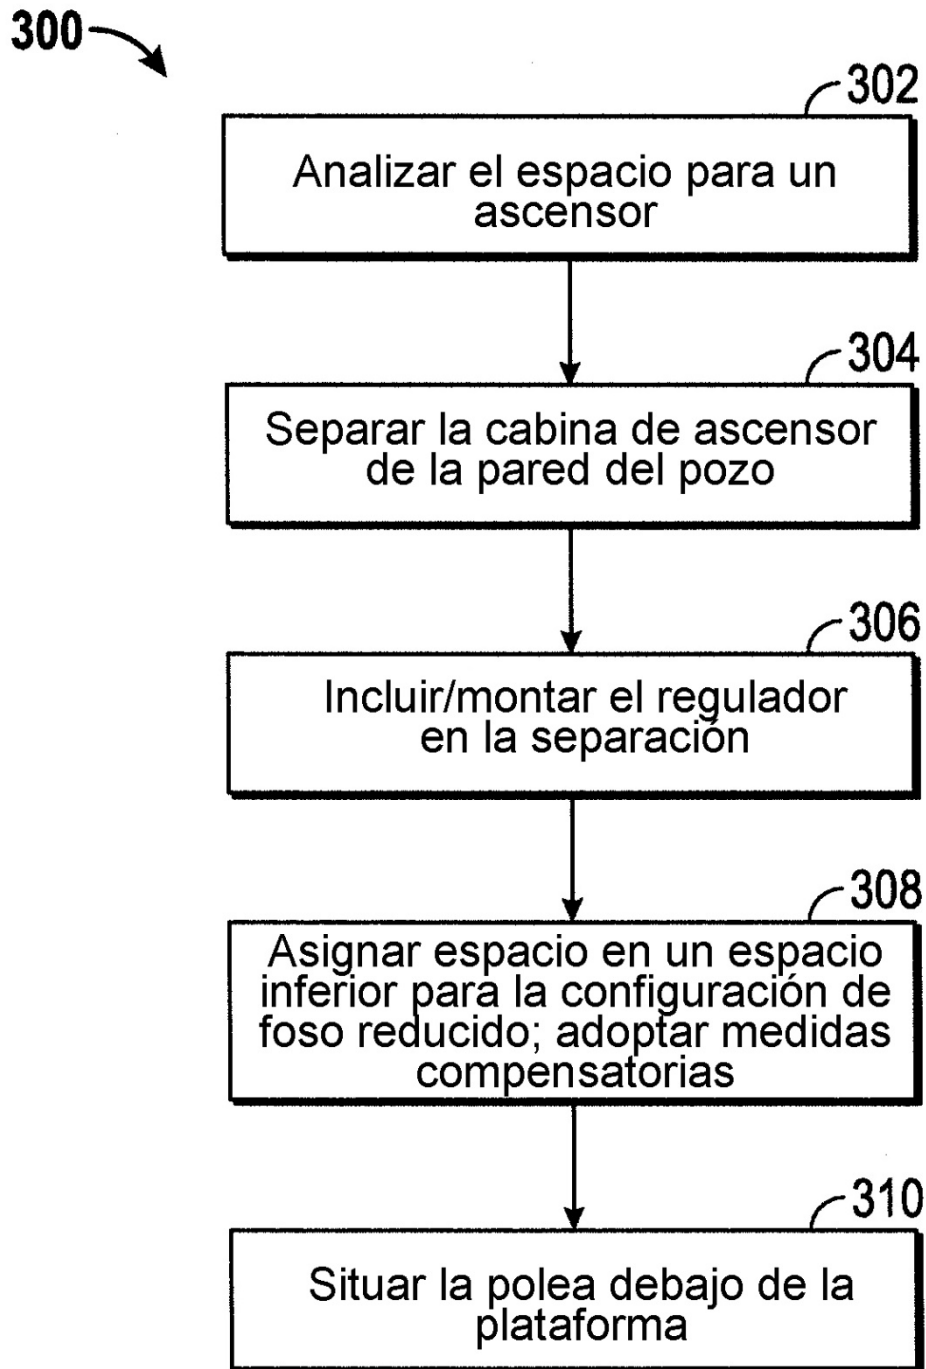 300
302
Analizar el espacio para un
ascensor
304
Separar la cabina de ascensor
de la pared del pozo
306
Incluir/montar el regulador
en la separación
308
Asignar espacio en un espacio
inferior para la configuración de
foso reducido; adoptar medidas
compensatorias
310
Situar la polea debajo de la
plataforma